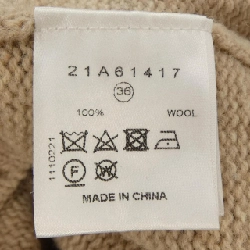 21A61417
36
100% WOOL
1110221
F W
MADE IN CHINA